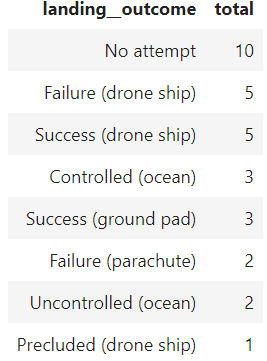 landing__outcome total
No attempt 10
Failure (drone ship) 5
Success (drone ship) 5
Controlled (ocean) 3
Success (ground pad) 3
Failure (parachute) 2
Uncontrolled (ocean) 2
Precluded (drone ship) 1